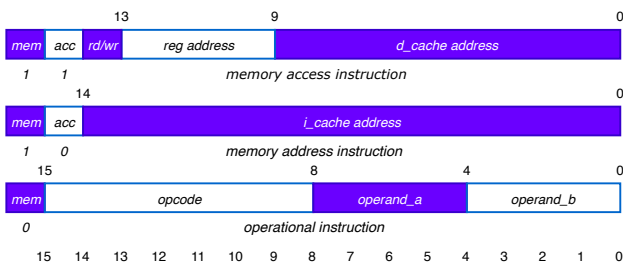 13 9 0
mem acc rd/wr reg address d_cache address
1 1 memory access instruction
14 0
mem acc i_cache address
1 0 memory address instruction
15 8 4 0
mem opcode operand_a operand_b
0 operational instruction
15 14 13 12 11 10 9 8 7 6 5 4 3 2 1 0